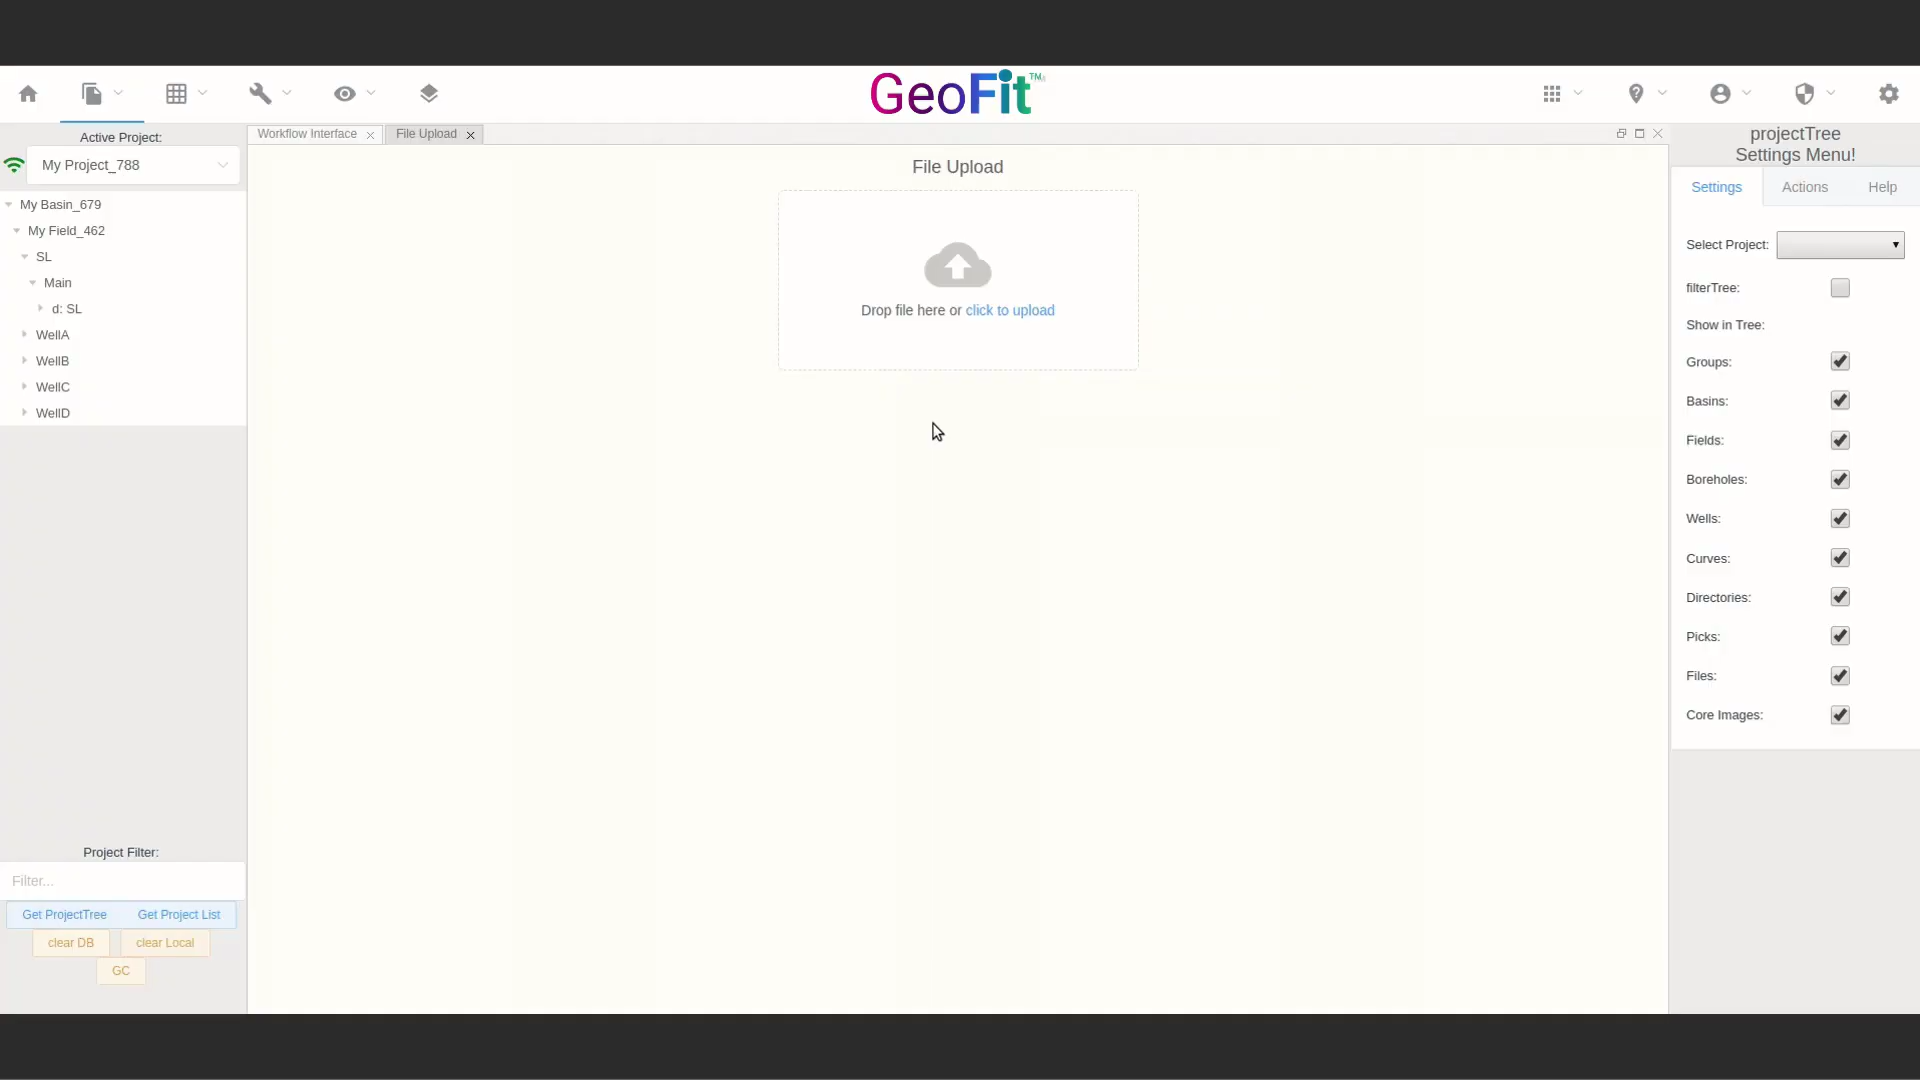 GeoFit™
Active Project:
My Project_788
My Basin_679
My Field_462
SL
Main
d: SL
WellA
WellB
WellC
WellD
Project Filter:
Filter...
Get ProjectTree Get Project List
clear DB clear Local
GC
Workflow Interface File Upload
File Upload
Drop file here or click to upload
projectTree
Settings Menu!
Settings Actions Help
Select Project:
filterTree:
Show in Tree:
Groups:
Basins:
Fields:
Boreholes:
Wells:
Curves:
Directories:
Picks:
Files:
Core Images: